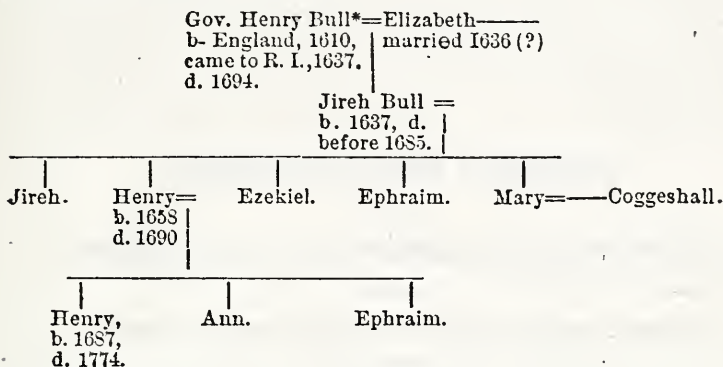 Gov. Henry Bull*=Elizabeth———
b- England, 1610, married 1636 (?)
came to R. I., 1637.
d. 1694.
Jireh Bull =
b. 1637, d.
before 1685.
Jireh. Henry= Ezekiel. Ephraim. Mary=——Coggeshall.
b. 1658
d. 1690
Henry, Ann. Ephraim.
b. 1687,
d. 1774.